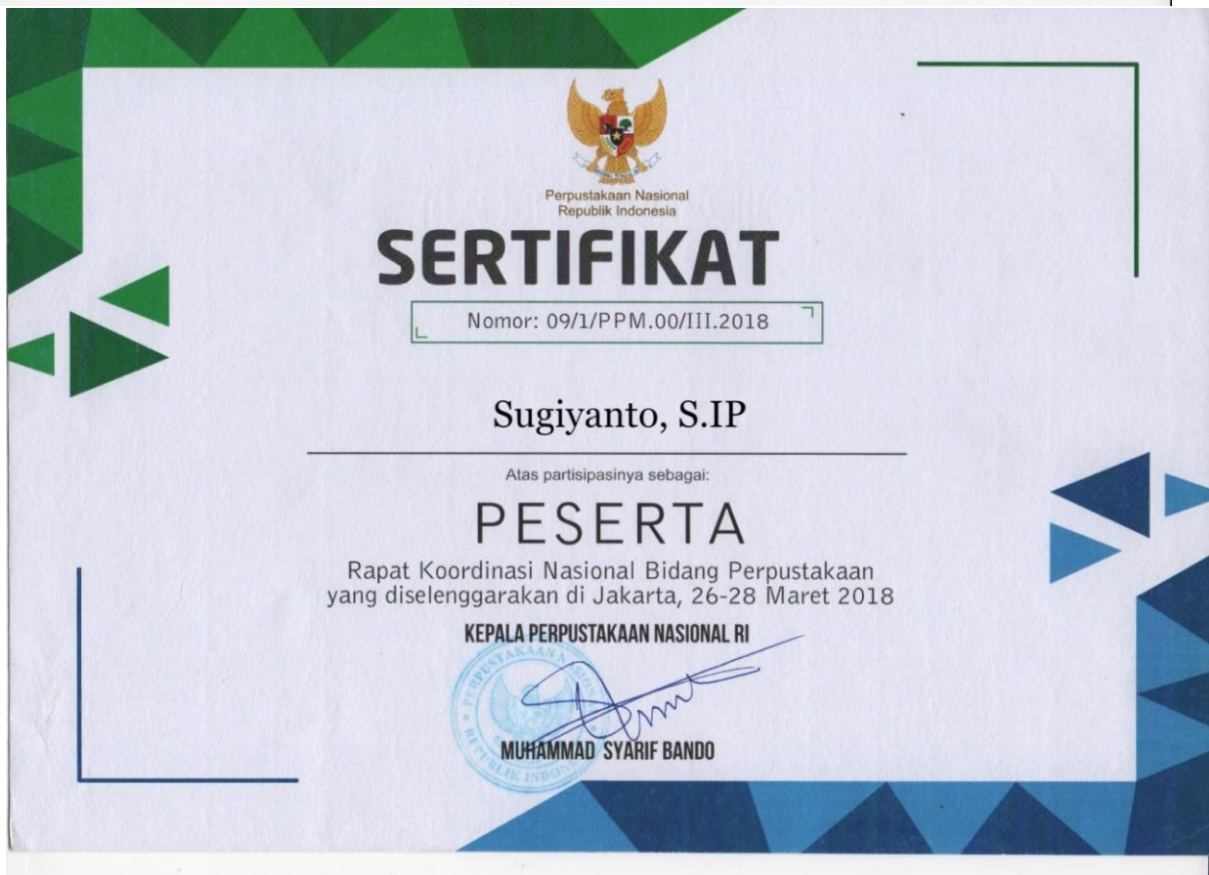 Perpustakaan Nasional
Republik Indonesia
SERTIFIKAT
Nomor: 09/1/PPM.00/III.2018
Sugiyanto, S.IP
Atas partisipasinya sebagai:
PESERTA
Rapat Koordinasi Nasional Bidang Perpustakaan
yang diselenggarakan di Jakarta, 26-28 Maret 2018
KEPALA PERPUSTAKAAN NASIONAL RI
MUHAMMAD SYARIF BANDO